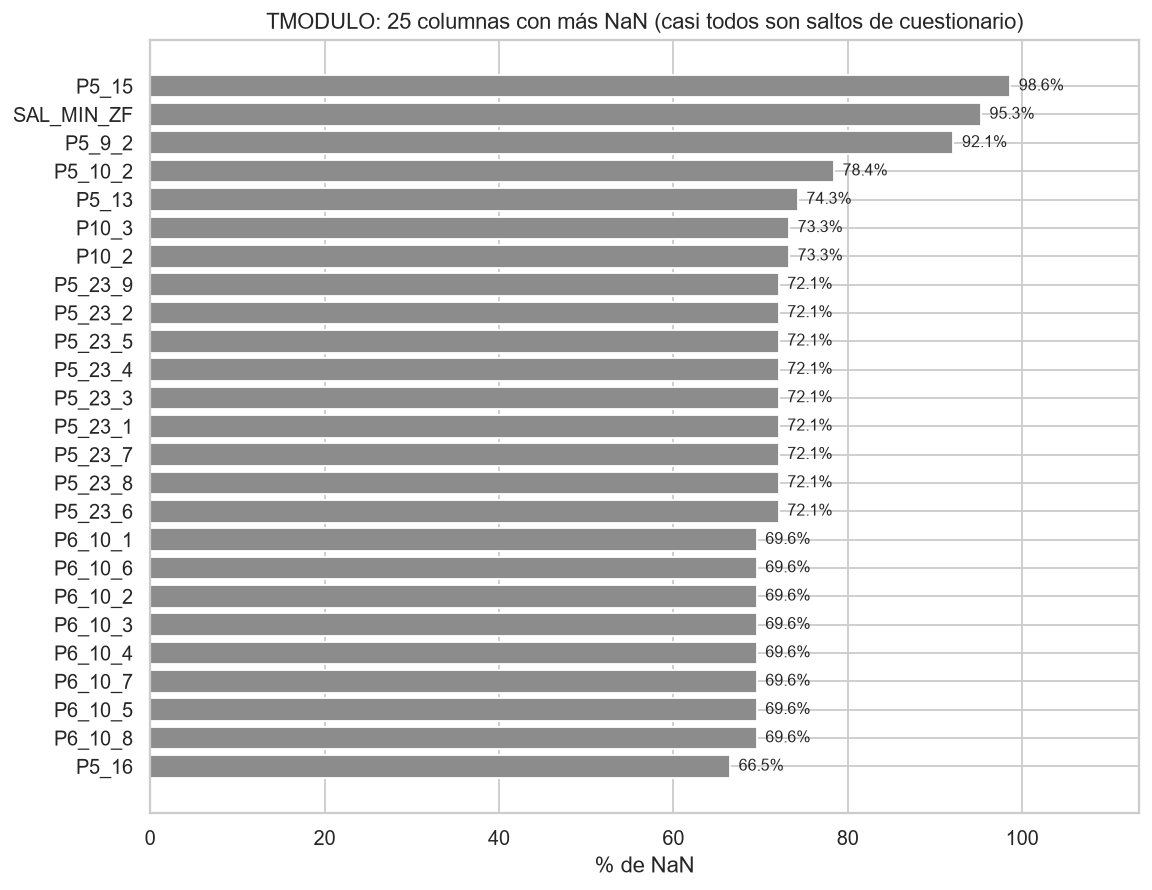 TMODULO: 25 columnas con más NaN (casi todos son saltos de cuestionario)
P5_15 98.6%
SAL_MIN_ZF 95.3%
P5_9_2 92.1%
P5_10_2 78.4%
P5_13 74.3%
P10_3 73.3%
P10_2 73.3%
P5_23_9 72.1%
P5_23_2 72.1%
P5_23_5 72.1%
P5_23_4 72.1%
P5_23_3 72.1%
P5_23_1 72.1%
P5_23_7 72.1%
P5_23_8 72.1%
P5_23_6 72.1%
P6_10_1 69.6%
P6_10_6 69.6%
P6_10_2 69.6%
P6_10_3 69.6%
P6_10_4 69.6%
P6_10_7 69.6%
P6_10_5 69.6%
P6_10_8 69.6%
P5_16 66.5%
0 20 40 60 80 100
% de NaN